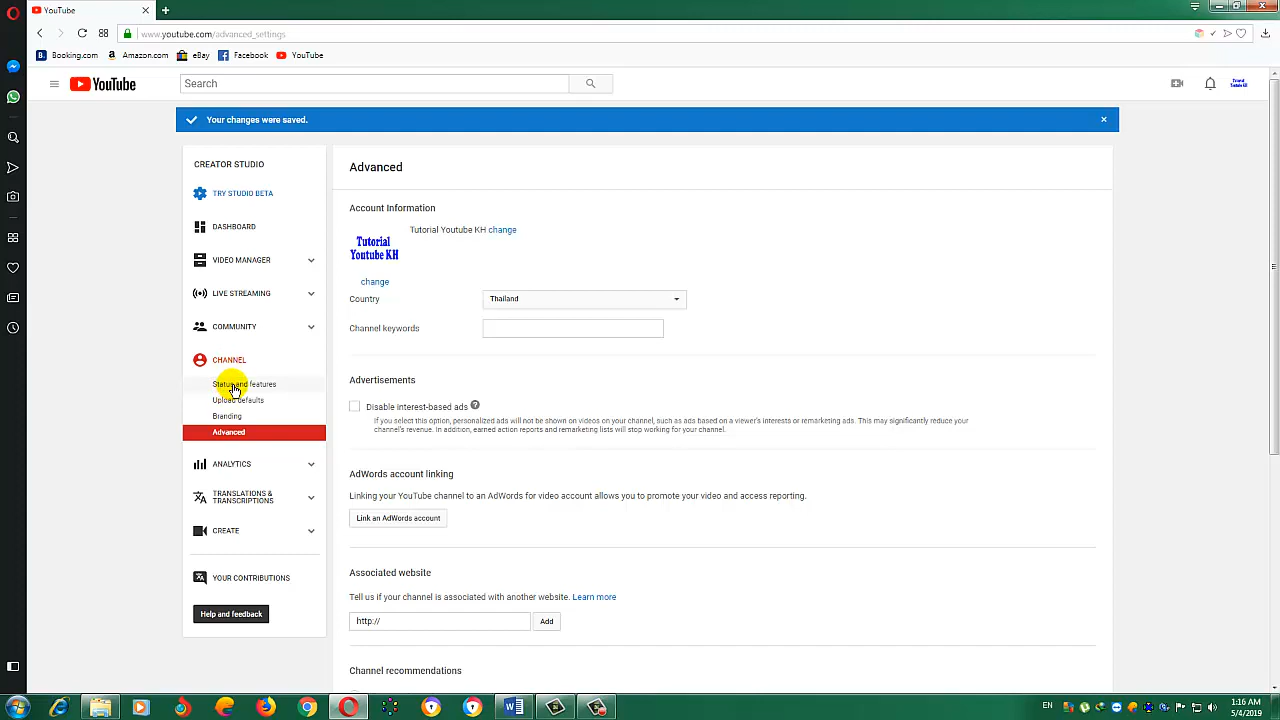 YouTube
www.youtube.com/advanced_settings
Booking.com
Amazon.com
eBay
Facebook
YouTube
YouTube
Search
Tutorial Youtube KH
Your changes were saved.
CREATOR STUDIO
TRY STUDIO BETA
DASHBOARD
VIDEO MANAGER
LIVE STREAMING
COMMUNITY
CHANNEL
Status and features
Upload defaults
Branding
Advanced
ANALYTICS
TRANSLATIONS &
TRANSCRIPTIONS
CREATE
YOUR CONTRIBUTIONS
Help and feedback
Advanced
Account Information
Tutorial
Youtube KH
Tutorial Youtube KH change
change
Country
Thailand
Channel keywords
Advertisements
Disable interest-based ads
If you select this option, personalized ads will not be shown on videos on your channel, such as ads based on a viewer's interests or remarketing ads. This may significantly reduce your
channel's revenue. In addition, earned action reports and remarketing lists will stop working for your channel.
AdWords account linking
Linking your YouTube channel to an AdWords for video account allows you to promote your video and access reporting.
Link an AdWords account
Associated website
Tell us if your channel is associated with another website. Learn more
http://
Add
Channel recommendations
EN
1:16 AM
5/4/2019